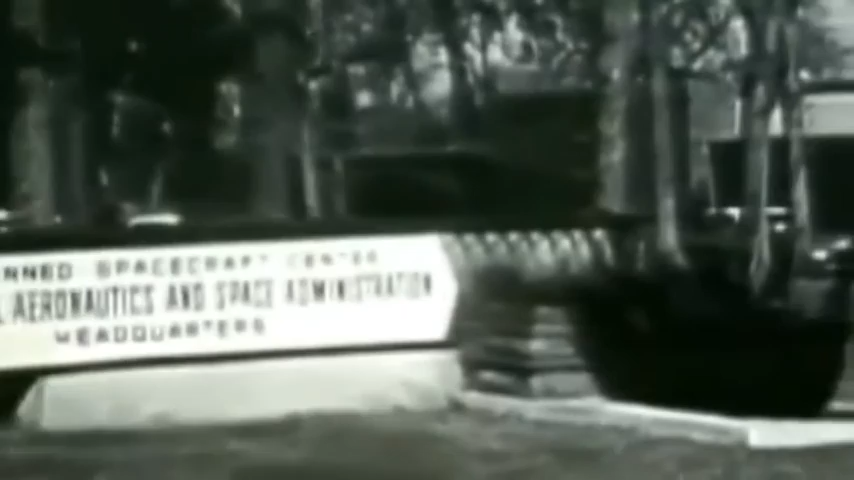 NNED SPACECRAFT CENTER
L AERONAUTICS AND SPACE ADMINISTRATION
HEADQUARTERS